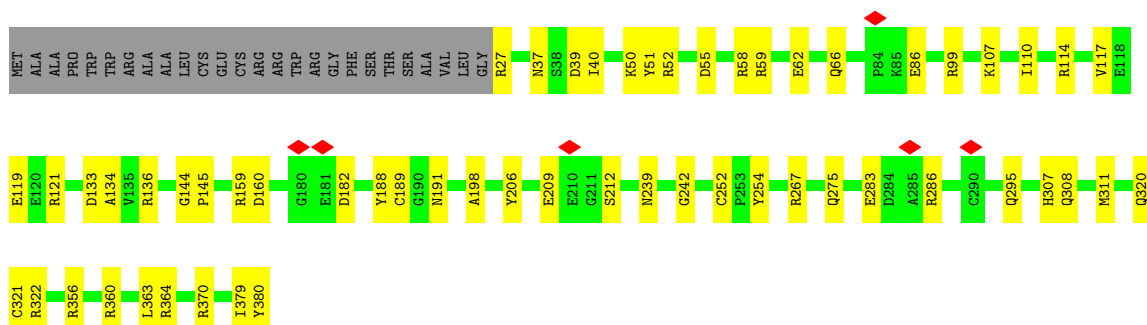 MET ALA ALA PRO TRP TRP ARG ALA ALA LEU CYS GLU CYS ARG ARG TRP ARG GLY PHE SER THR SER ALA VAL LEU GLY R27 N37 S38 D39 I40 K50 Y51 R52 D55 R58 R59 E62 Q66 P84 K85 E86 R99 K107 I110 R114 V117 E118
E119 E120 R121 D133 A134 V135 R136 G144 P145 R159 D160 G180 E181 D182 Y188 C189 G190 N191 A198 Y206 E209 E210 G211 S212 N239 G242 C252 P253 Y254 R267 Q275 E283 D284 A285 R286 C290 Q295 H307 Q308 M311 Q320
C321 R322 R356 R360 L363 R364 R370 I379 Y380